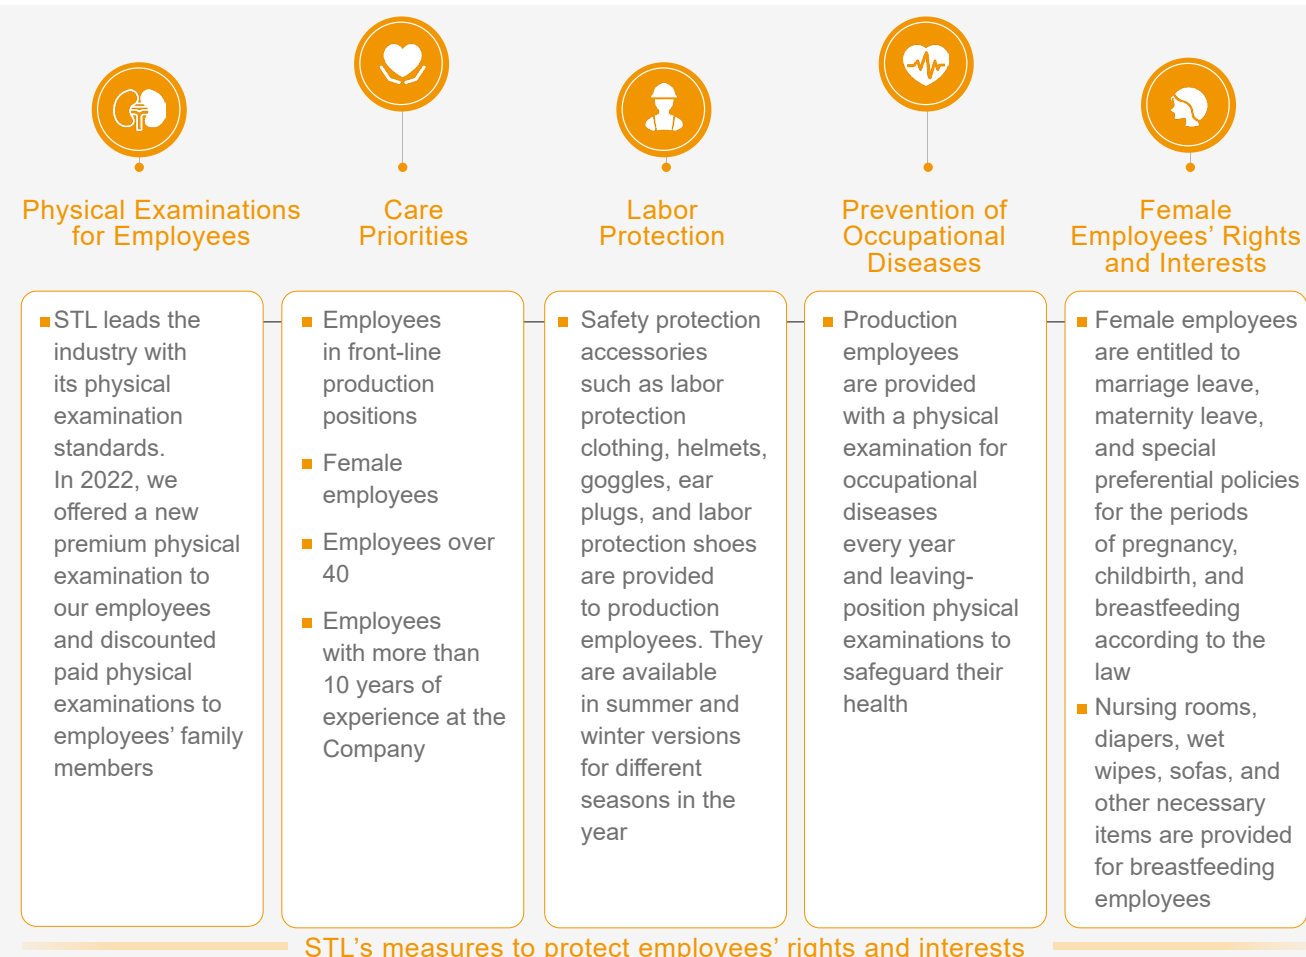 Physical Examinations
for Employees
STL leads the
industry with
its physical
examination
standards.
In 2022, we
offered a new
premium physical
examination to
our employees
and discounted
paid physical
examinations to
employees’ family
members
Care
Priorities
Employees
in front-line
production
positions
Female
employees
Employees over
40
Employees
with more than
10 years of
experience at the
Company
Labor
Protection
Safety protection
accessories
such as labor
protection
clothing, helmets,
goggles, ear
plugs, and labor
protection shoes
are provided
to production
employees. They
are available
in summer and
winter versions
for different
seasons in the
year
Prevention of
Occupational
Diseases
Production
employees
are provided
with a physical
examination for
occupational
diseases
every year
and leaving-
position physical
examinations to
safeguard their
health
Female
Employees’ Rights
and Interests
Female employees
are entitled to
marriage leave,
maternity leave,
and special
preferential policies
for the periods
of pregnancy,
childbirth, and
breastfeeding
according to the
law
Nursing rooms,
diapers, wet
wipes, sofas, and
other necessary
items are provided
for breastfeeding
employees
STL’s measures to protect employees’ rights and interests